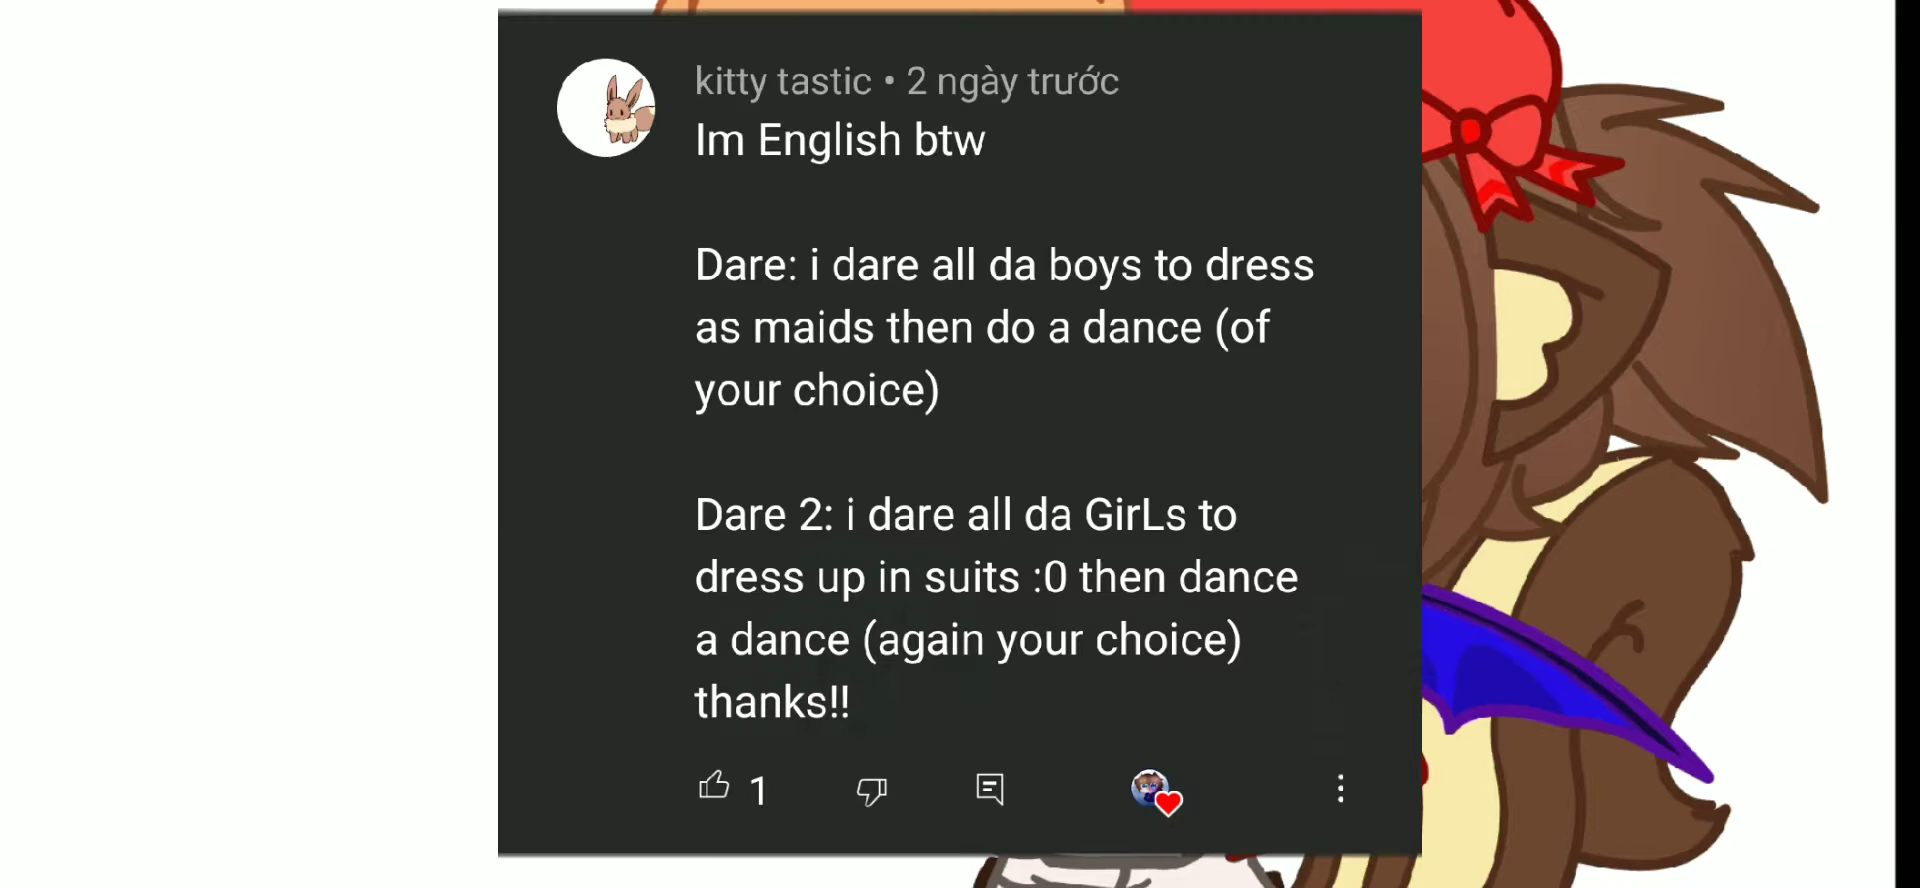 kitty tastic • 2 ngày trước
Im English btw
Dare: i dare all da boys to dress
as maids then do a dance (of
your choice)
Dare 2: i dare all da GirLs to
dress up in suits :0 then dance
a dance (again your choice)
thanks!!
1